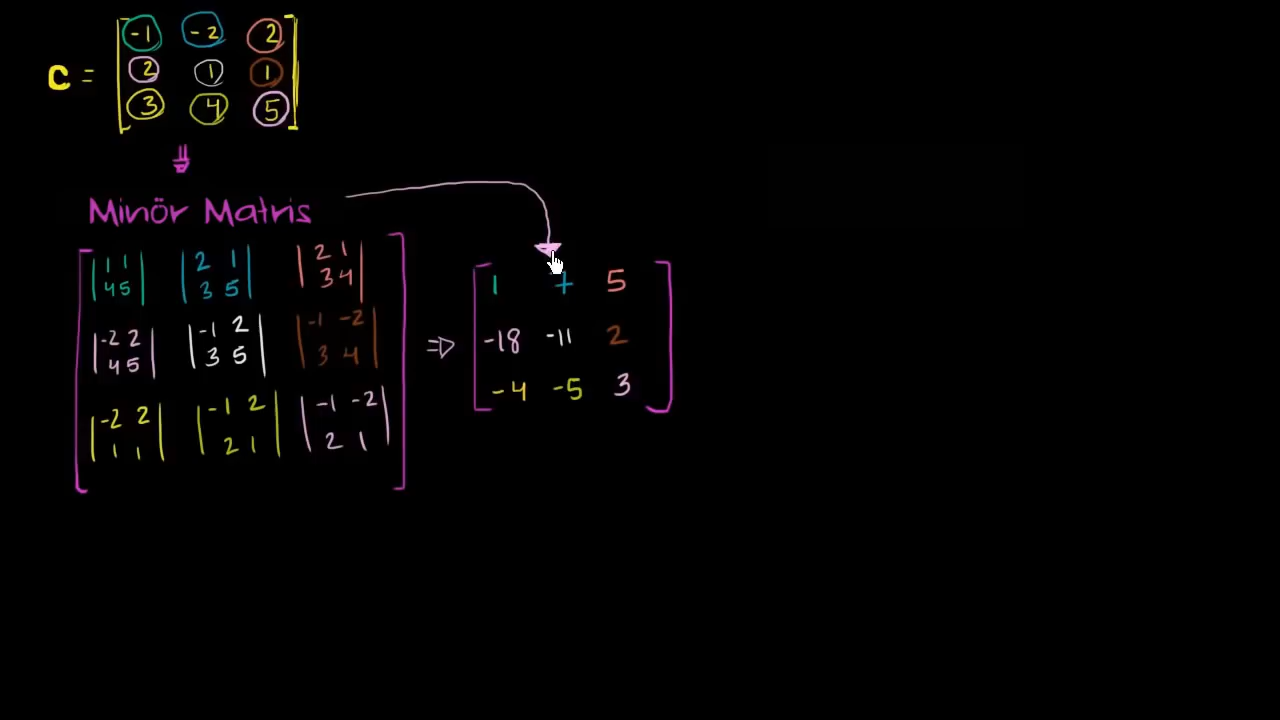 C = [ -1 -2 2
2 1 1
3 4 5 ]
⇓
Minör Matris
[ |1 1| |2 1| |2 1|
|4 5| |3 5| |3 4|
|-2 2| |-1 2| |-1 -2|
|4 5| |3 5| |3 4|
|-2 2| |-1 2| |-1 -2|
|1 1| |2 1| |2 1| ]
⇒ [ 1 7 5
-18 -11 2
-4 -5 3 ]